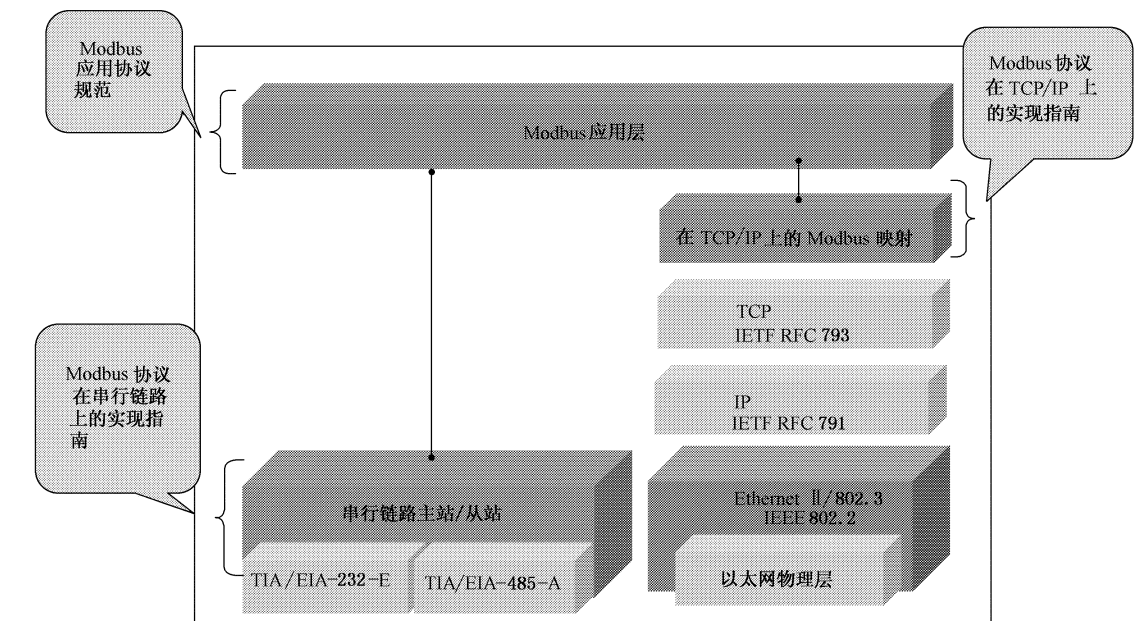 Modbus
应用协议
规范
Modbus协议
在 TCP/IP 上
的实现指南
Modbus应用层
在 TCP/IP上的 Modbus 映射
TCP
IETF RFC 793
IP
IETF RFC 791
Modbus 协议
在串行链路
上的实现指
南
串行链路主站/从站
Ethernet Ⅱ/802.3
IEEE 802.2
TIA/EIA-232-E
TIA/EIA-485-A
以太网物理层